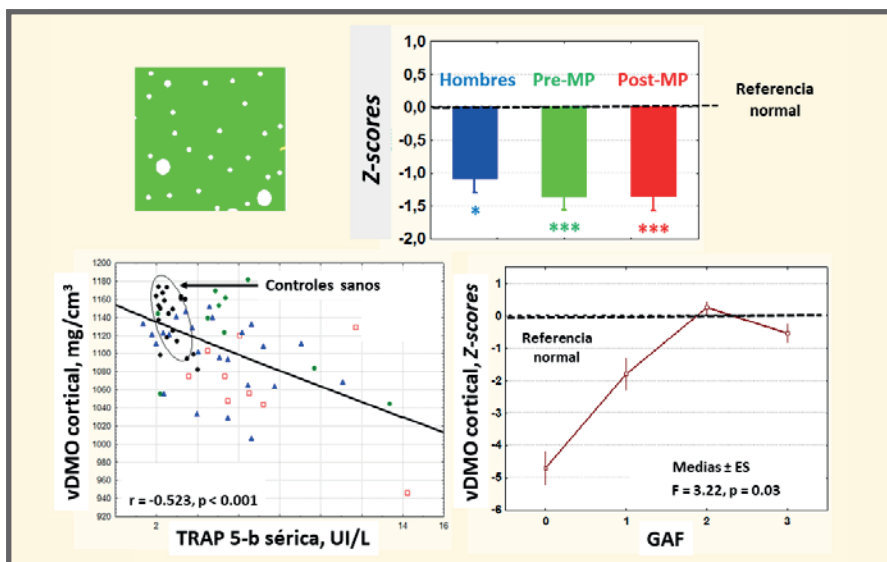 1,0
0,5
0,0
-0,5
-1,0
-1,5
-2,0
Z-scores
Hombres Pre-MP Post-MP
Referencia
normal
* *** ***
vDMO cortical, mg/cm³
1200
1180
1160
1140
1120
1100
1080
1060
1040
1020
1000
980
960
940
920
Controles sanos
r = -0.523, p < 0.001
2 14 16
TRAP 5-b sérica, UI/L
vDMO cortical, Z-scores
1
0
-1
-2
-3
-4
-5
-6
Referencia
normal
Medias ± ES
F = 3.22, p = 0.03
0 1 2 3
GAF